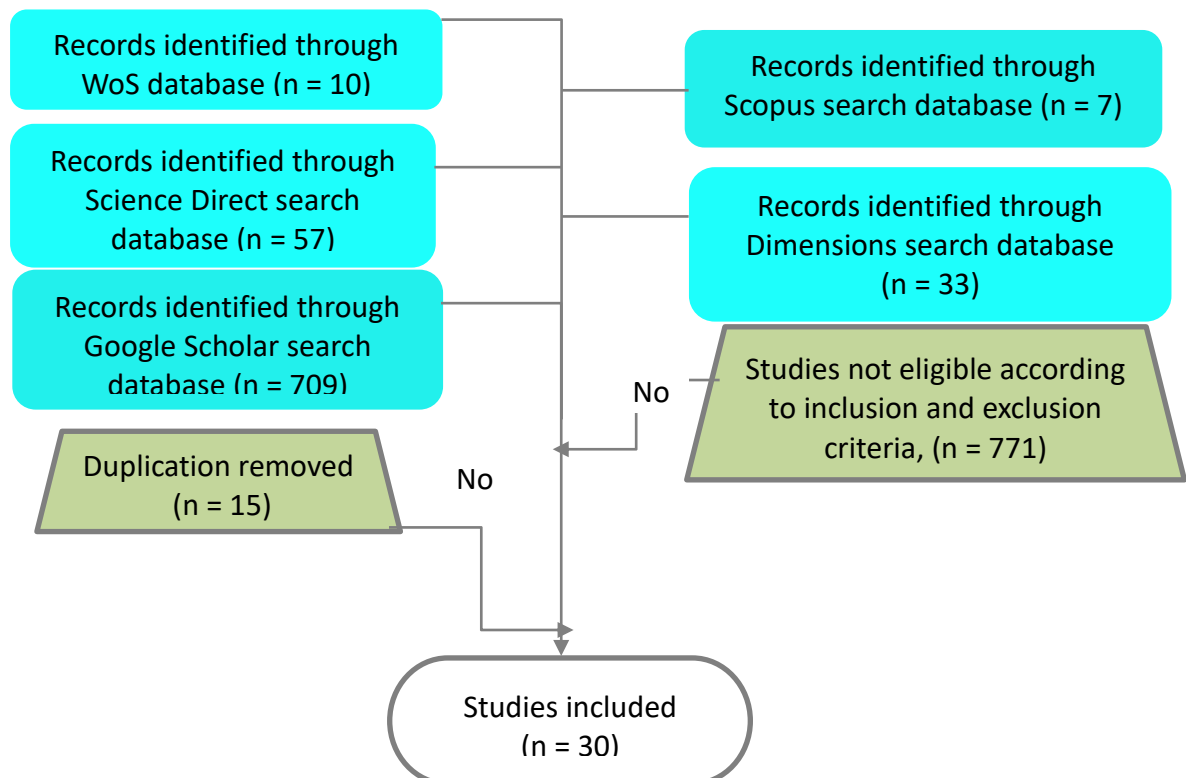 Records identified through
WoS database (n = 10)
Records identified through
Scopus search database (n = 7)
Records identified through
Science Direct search
database (n = 57)
Records identified through
Dimensions search database
(n = 33)
Records identified through
Google Scholar search
database (n = 709)
Studies not eligible according
to inclusion and exclusion
criteria, (n = 771)
No
Duplication removed
(n = 15)
No
Studies included
(n = 30)